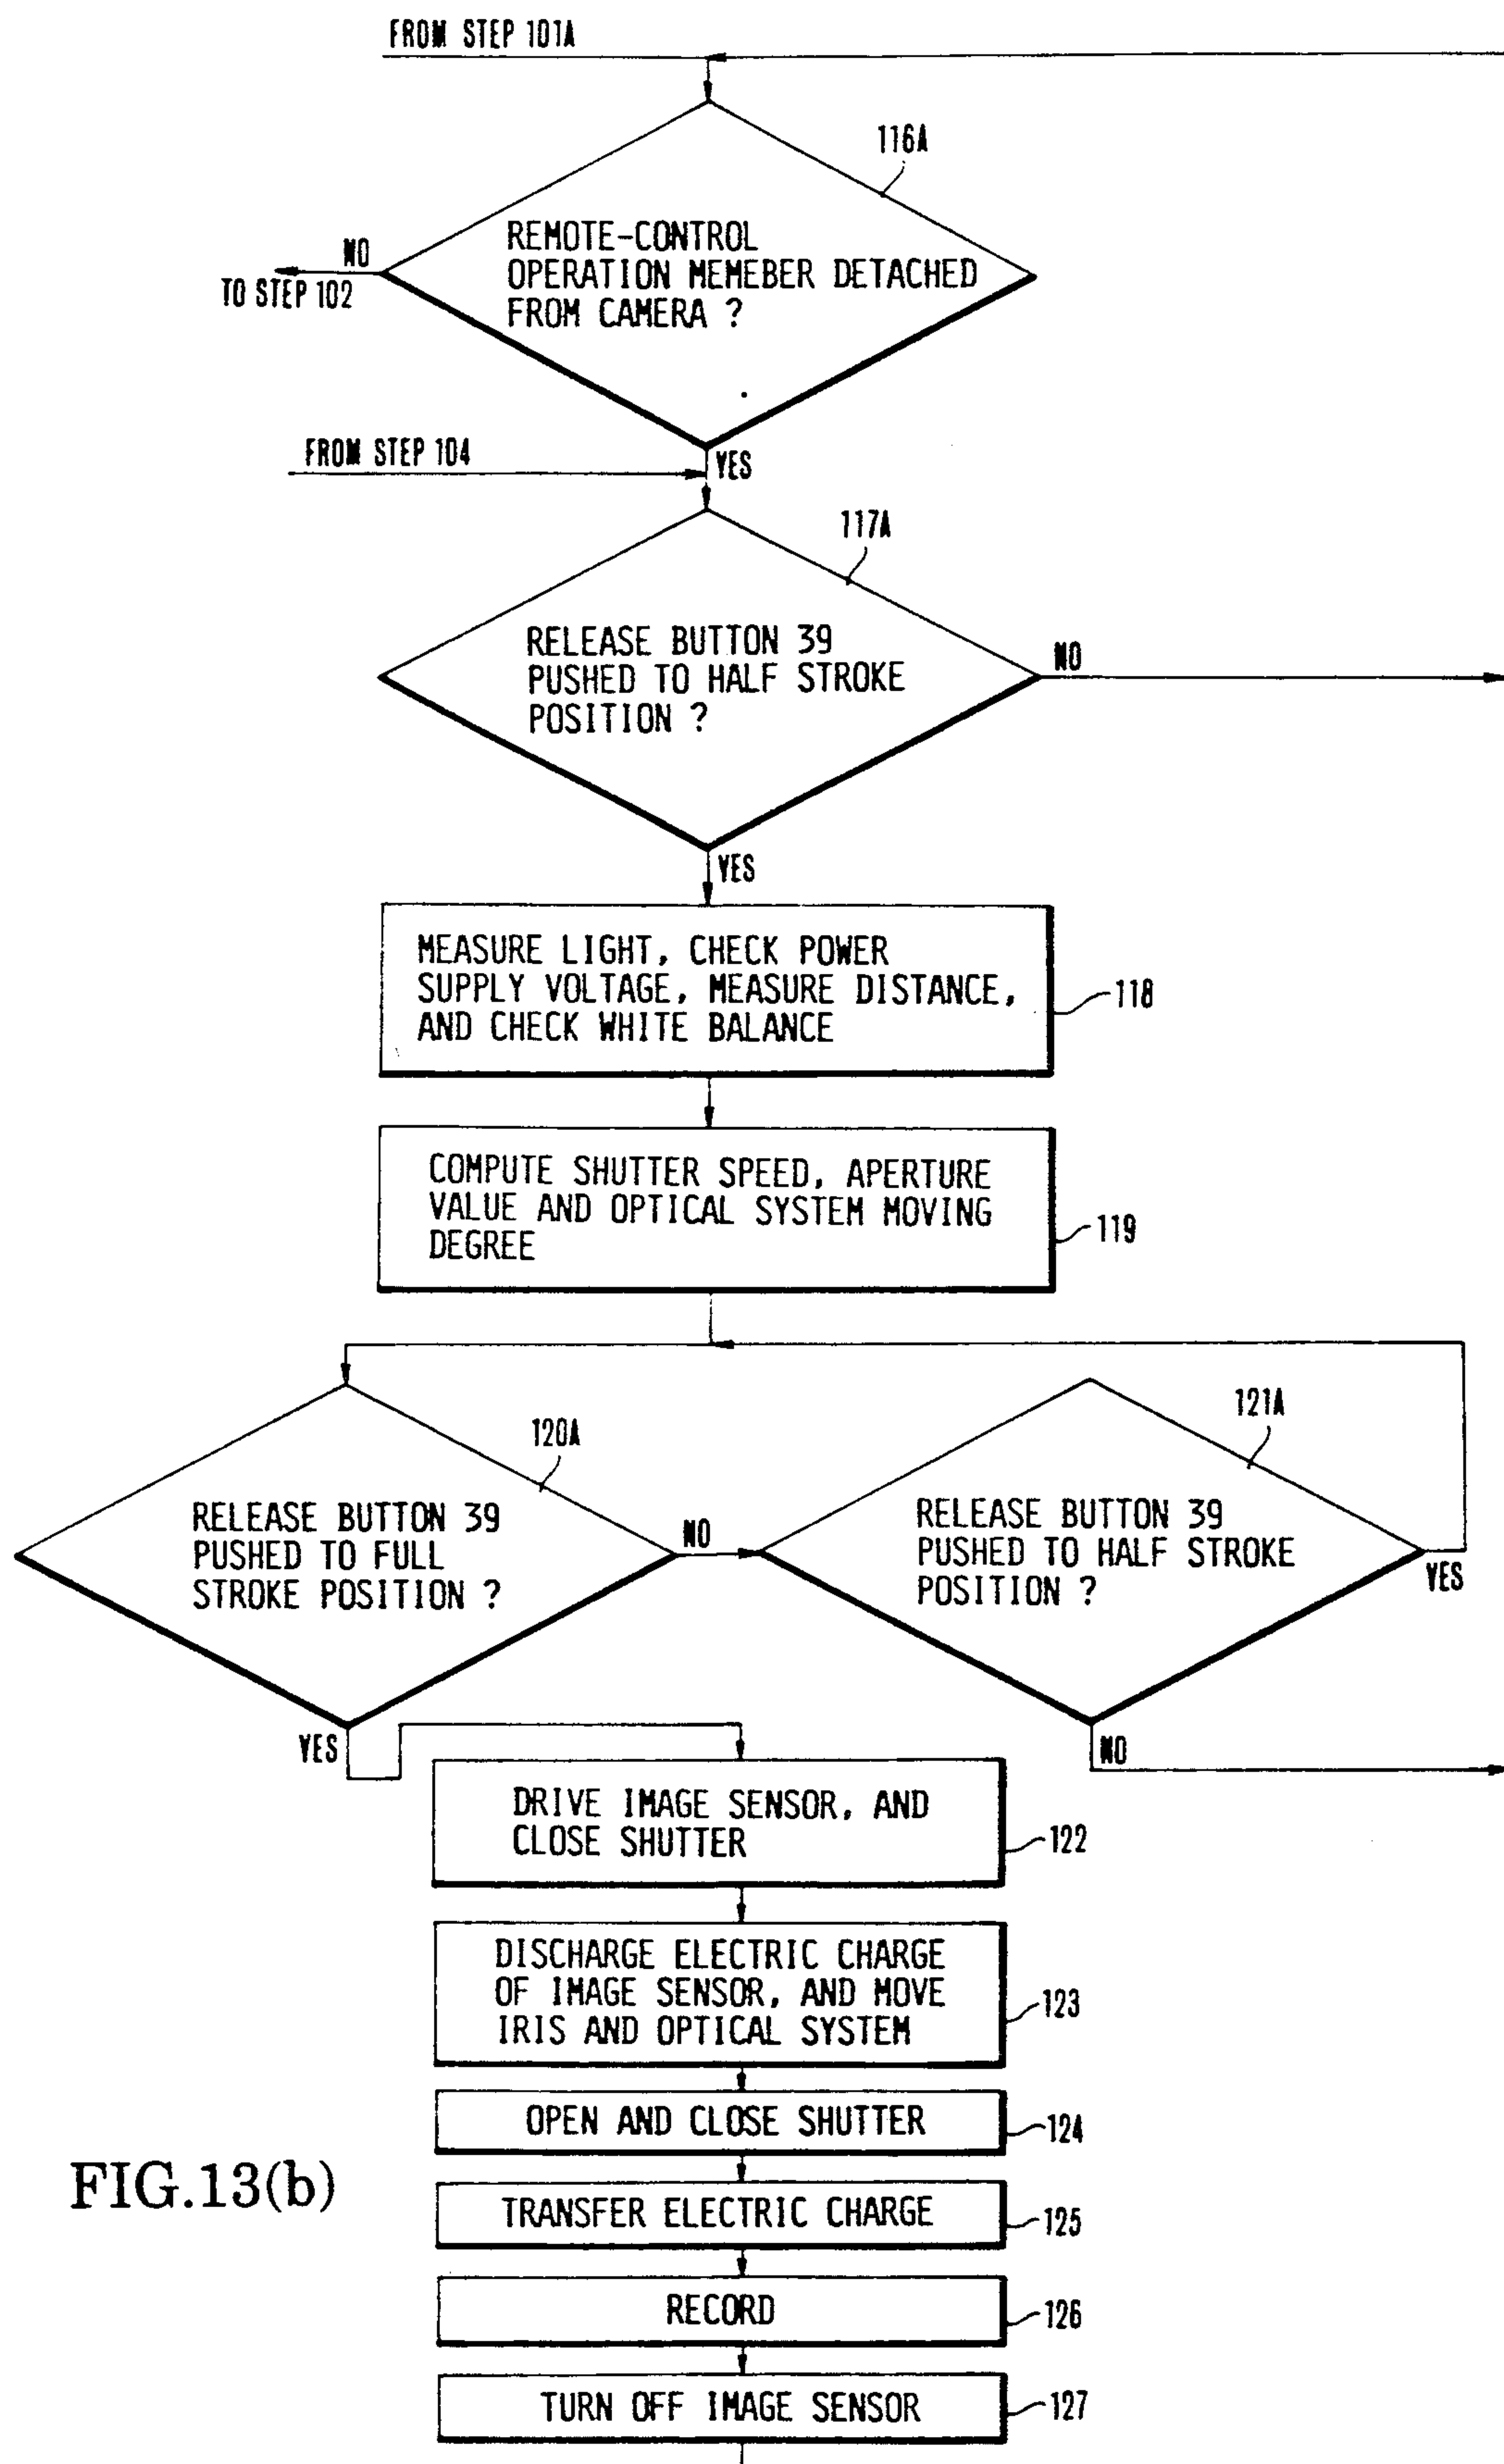 FROM STEP 101A
116A
REMOTE-CONTROL
OPERATION MEMEBER DETACHED
FROM CAMERA ?
NO
TO STEP 102
FROM STEP 104
YES
117A
RELEASE BUTTON 39
PUSHED TO HALF STROKE
POSITION ?
NO
YES
MEASURE LIGHT, CHECK POWER
SUPPLY VOLTAGE, MEASURE DISTANCE,
AND CHECK WHITE BALANCE
118
COMPUTE SHUTTER SPEED, APERTURE
VALUE AND OPTICAL SYSTEM MOVING
DEGREE
119
120A
RELEASE BUTTON 39
PUSHED TO FULL
STROKE POSITION ?
NO
121A
RELEASE BUTTON 39
PUSHED TO HALF STROKE
POSITION ?
YES
YES
NO
DRIVE IMAGE SENSOR, AND
CLOSE SHUTTER
122
DISCHARGE ELECTRIC CHARGE
OF IMAGE SENSOR, AND MOVE
IRIS AND OPTICAL SYSTEM
123
OPEN AND CLOSE SHUTTER
124
FIG.13(b)
TRANSFER ELECTRIC CHARGE
125
RECORD
126
TURN OFF IMAGE SENSOR
127